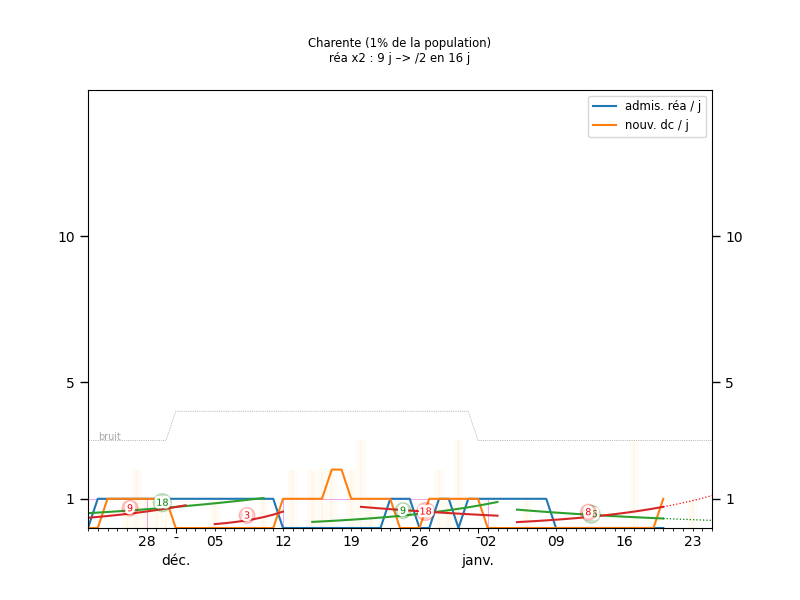 Charente (1% de la population)
réa x2 : 9 j –> /2 en 16 j
admis. réa / j
nouv. dc / j
10 10
5 5
bruit
1 1
9 18 3 9 18 8
28 05 12 19 26 02 09 16 23
déc. janv.